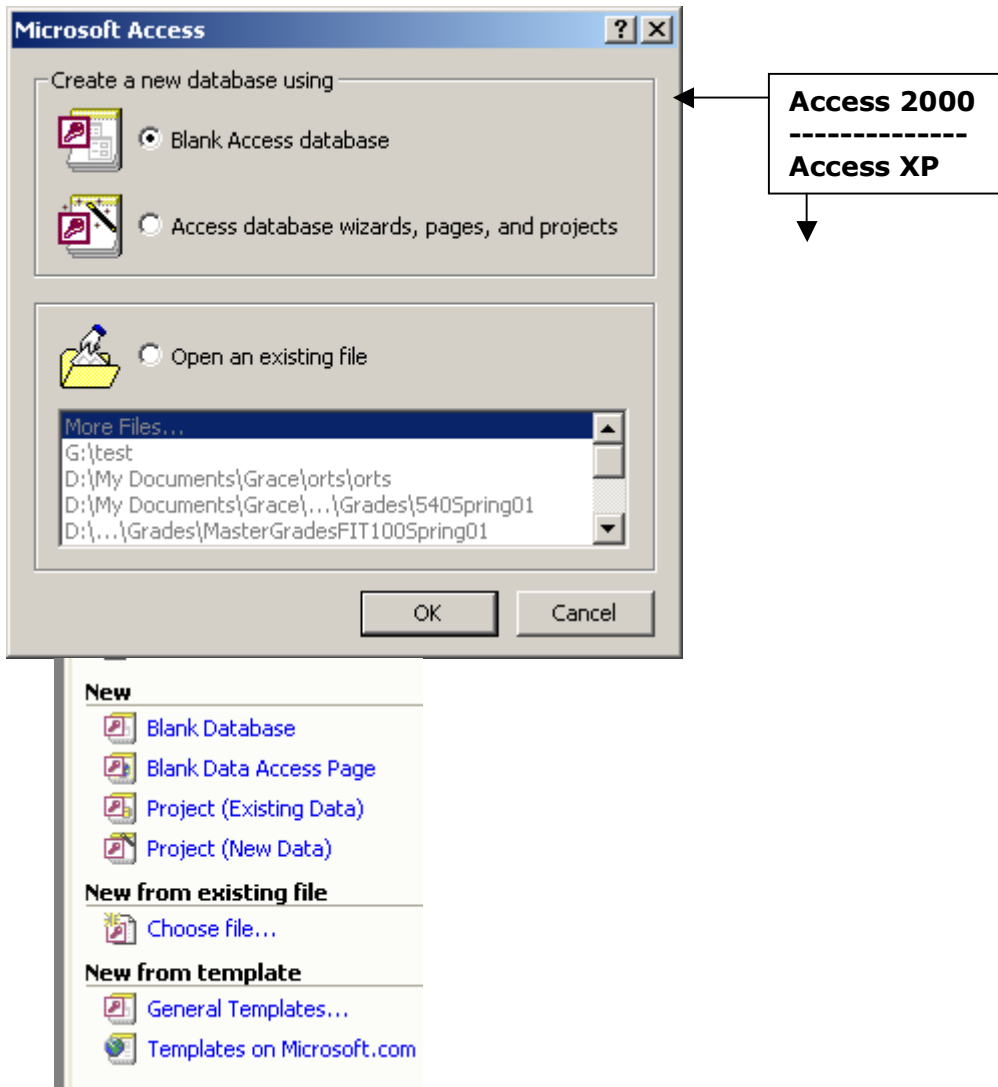 Microsoft Access
Create a new database using
Blank Access database
Access database wizards, pages, and projects
Open an existing file
More Files...
G:\test
D:\My Documents\Grace\orts\orts
D:\My Documents\Grace\...\Grades\540Spring01
D:\...\Grades\MasterGradesFIT100Spring01
OK
Cancel
Access 2000
--------------
Access XP
New
Blank Database
Blank Data Access Page
Project (Existing Data)
Project (New Data)
New from existing file
Choose file...
New from template
General Templates...
Templates on Microsoft.com